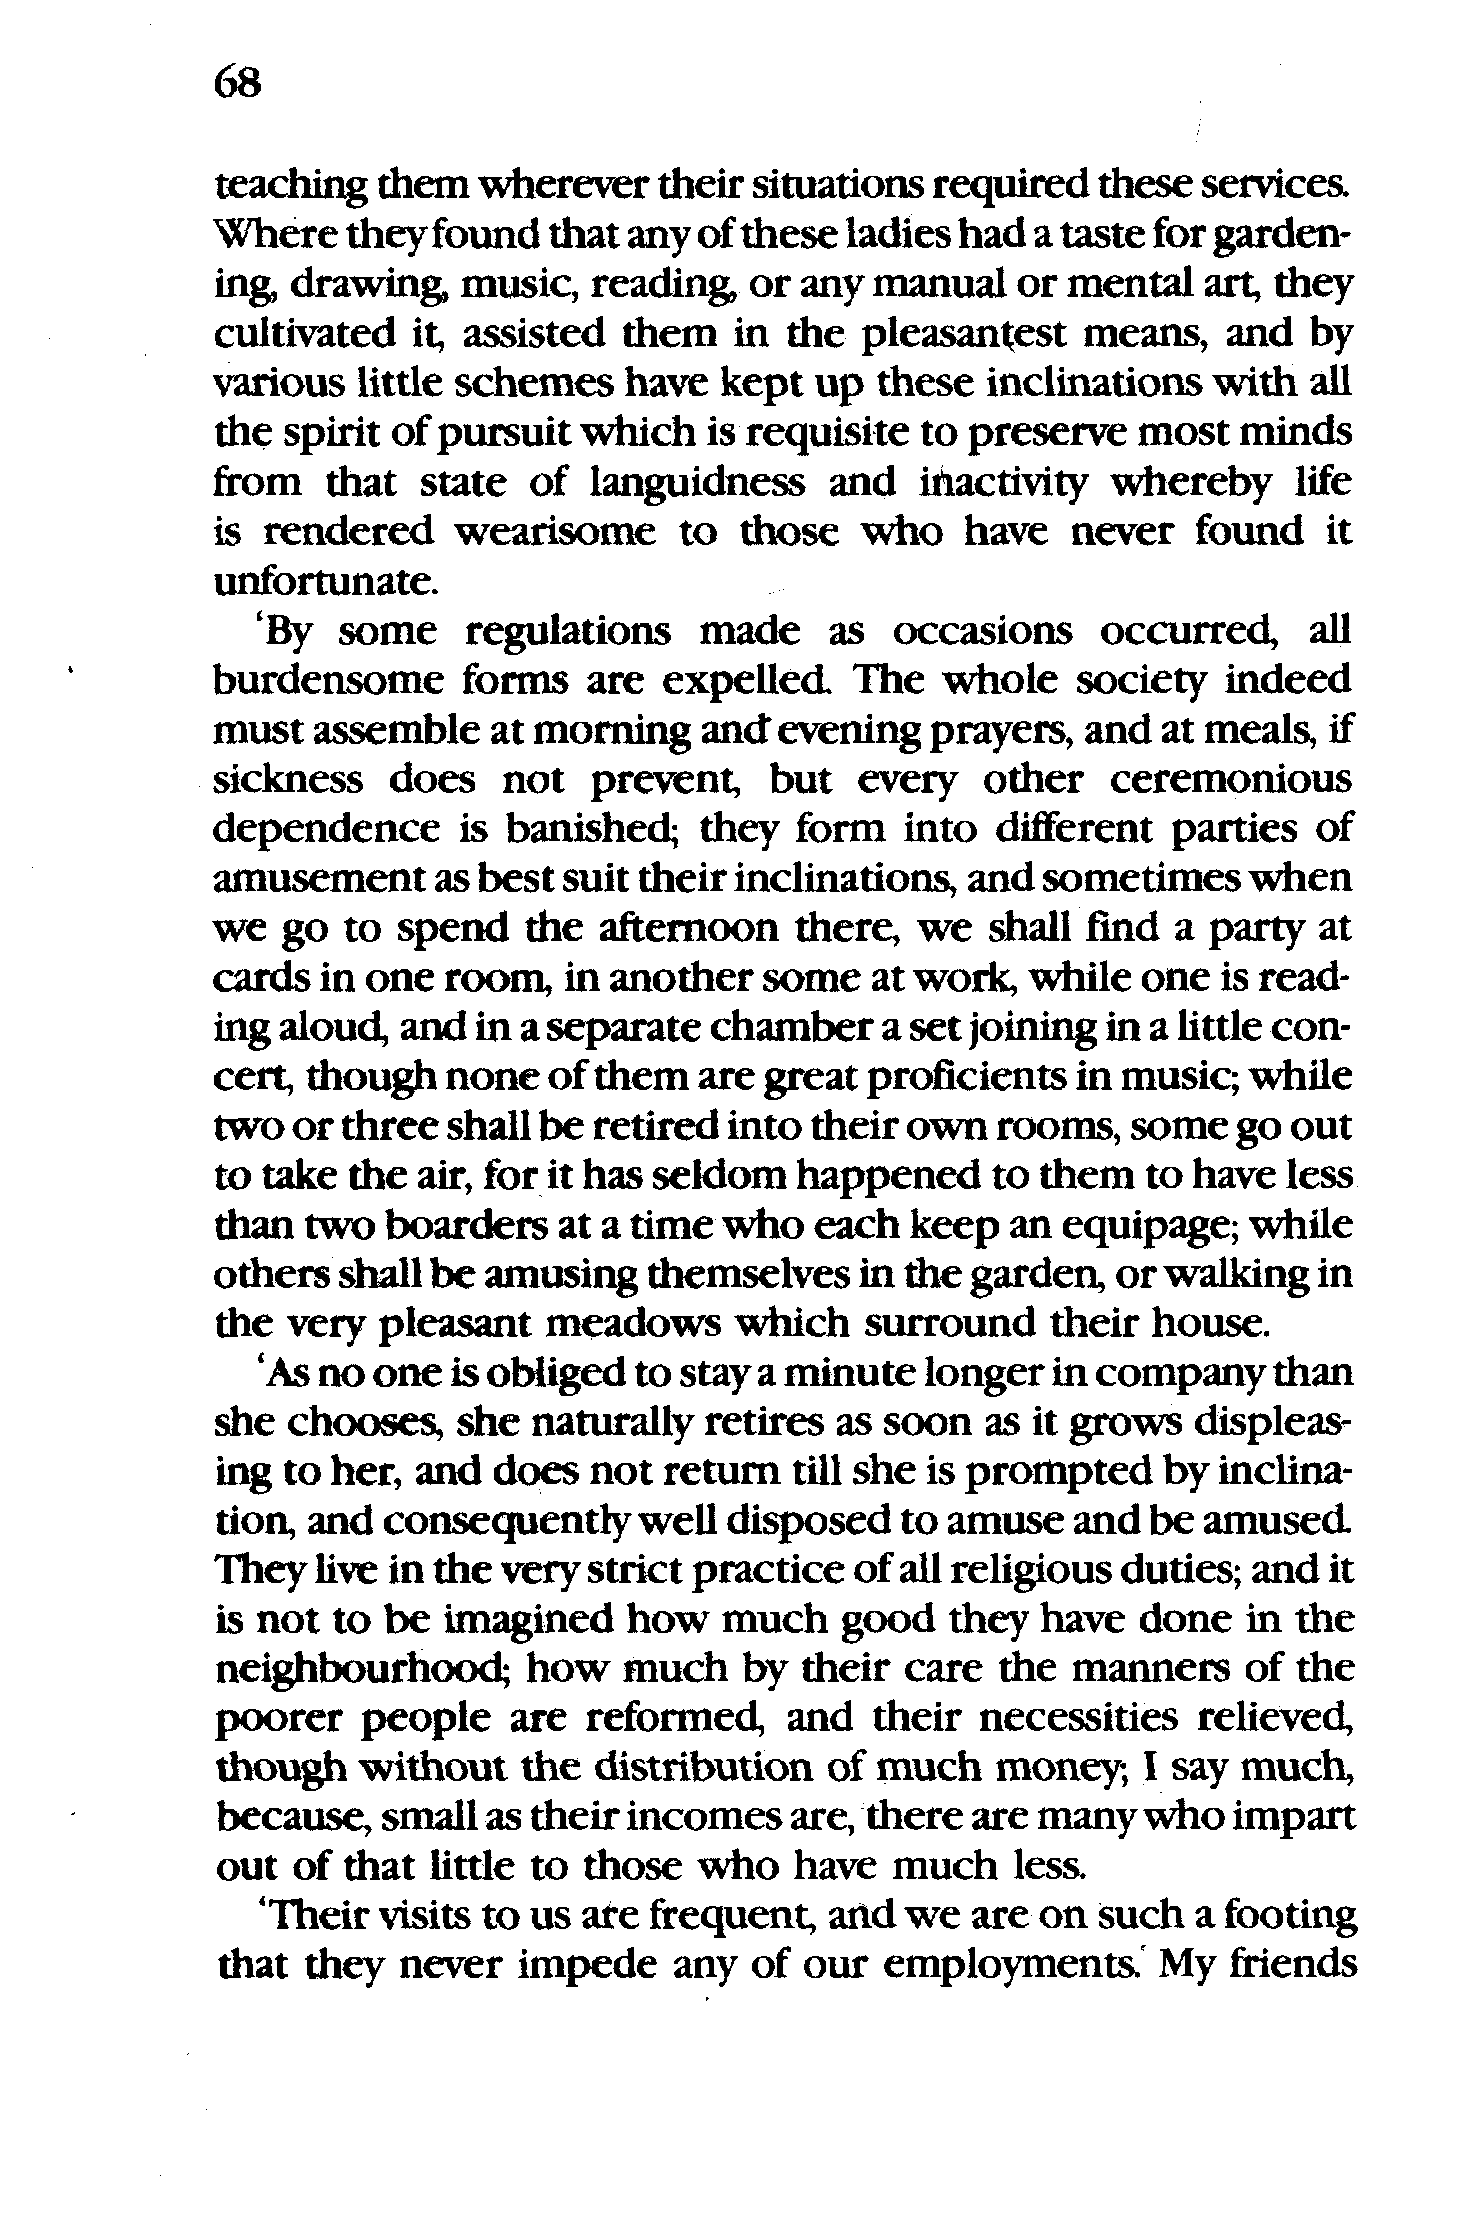 68
teaching them wherever their situations required these services.
Where they found that any of these ladies had a taste for garden-
ing, drawing, music, reading, or any manual or mental art, they
cultivated it, assisted them in the pleasantest means, and by
various little schemes have kept up these inclinations with all
the spirit of pursuit which is requisite to preserve most minds
from that state of languidness and inactivity whereby life
is rendered wearisome to those who have never found it
unfortunate.
'By some regulations made as occasions occurred, all
burdensome forms are expelled. The whole society indeed
must assemble at morning and evening prayers, and at meals, if
sickness does not prevent, but every other ceremonious
dependence is banished; they form into different parties of
amusement as best suit their inclinations, and sometimes when
we go to spend the afternoon there, we shall find a party at
cards in one room, in another some at work, while one is read-
ing aloud, and in a separate chamber a set joining in a little con-
cert, though none of them are great proficients in music; while
two or three shall be retired into their own rooms, some go out
to take the air, for it has seldom happened to them to have less
than two boarders at a time who each keep an equipage; while
others shall be amusing themselves in the garden, or walking in
the very pleasant meadows which surround their house.
'As no one is obliged to stay a minute longer in company than
she chooses, she naturally retires as soon as it grows displeas-
ing to her, and does not return till she is prompted by inclina-
tion, and consequently well disposed to amuse and be amused.
They live in the very strict practice of all religious duties; and it
is not to be imagined how much good they have done in the
neighbourhood; how much by their care the manners of the
poorer people are reformed, and their necessities relieved,
though without the distribution of much money; I say much,
because, small as their incomes are, there are many who impart
out of that little to those who have much less.
'Their visits to us are frequent, and we are on such a footing
that they never impede any of our employments.' My friends